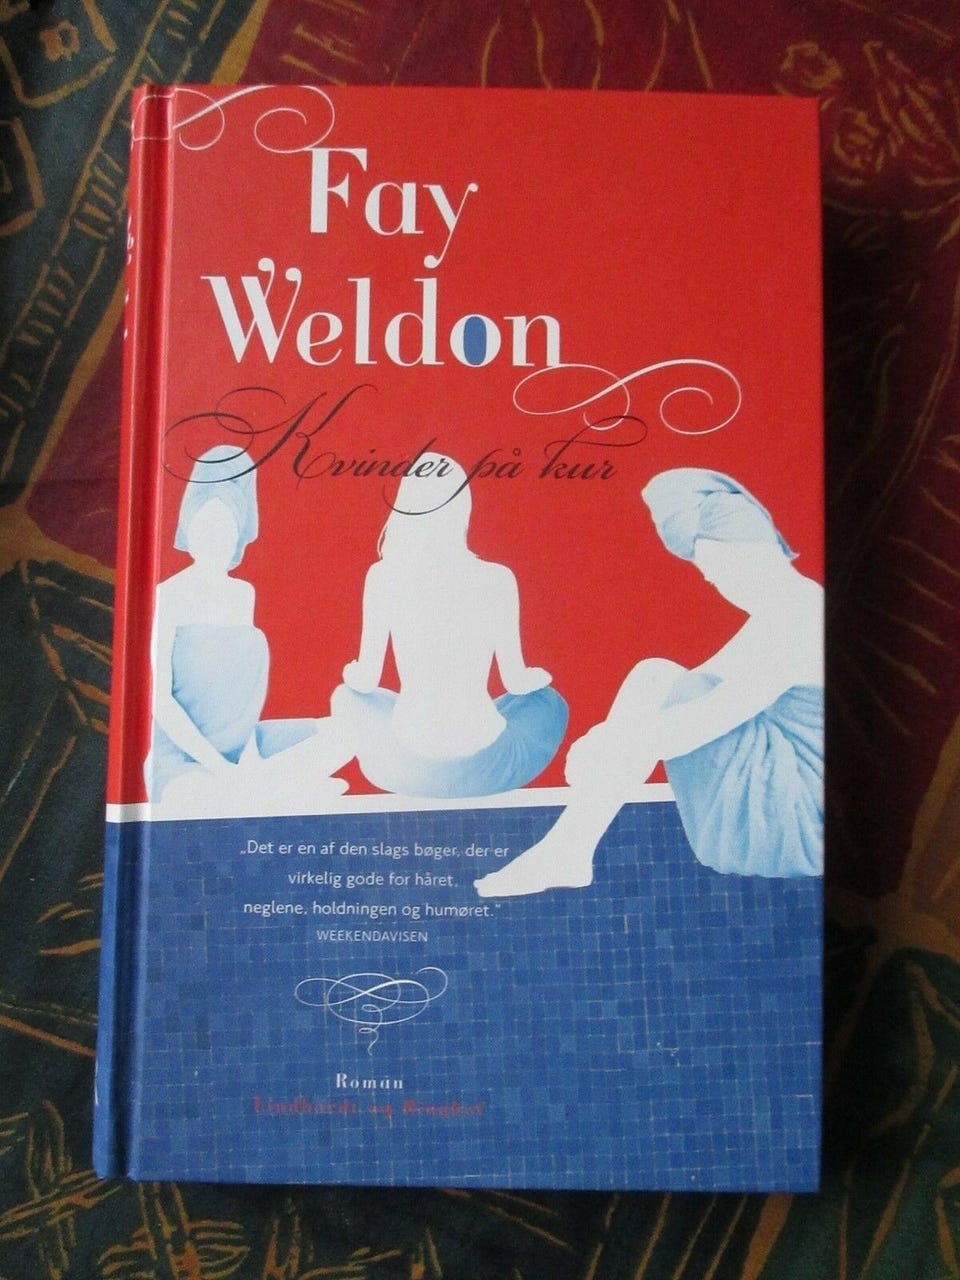 Fay
Weldon
Kvinder på kur
„Det er en af den slags bøger, der er
virkelig gode for håret,
neglene, holdningen og humøret.“
WEEKENDAVISEN
Roman
Lindhardt og Ringhof